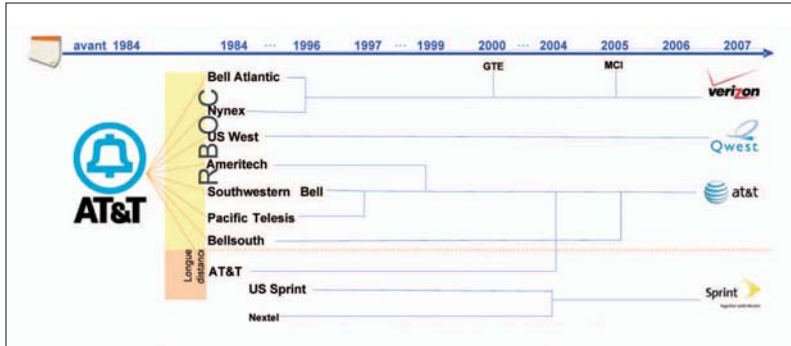 avant 1984 1984 ... 1996 1997 ... 1999 2000 ... 2004 2005 2006 2007
GTE MCI
Bell Atlantic
verizon
Nynex
RBOC
US West
Qwest
Ameritech
AT&T
Southwestern Bell
at&t
Pacific Telesis
Bellsouth
Longue
distance
AT&T
US Sprint
Sprint
Nextel